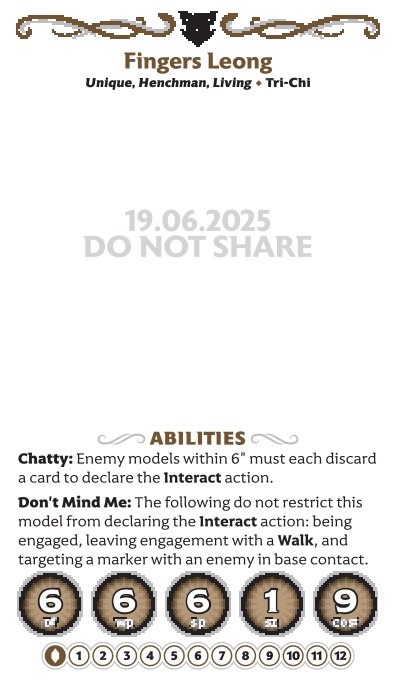 Fingers Leong
Unique, Henchman, Living ⬥ Tri-Chi
19.06.2025
DO NOT SHARE
ABILITIES
Chatty: Enemy models within 6" must each discard
a card to declare the Interact action.
Don't Mind Me: The following do not restrict this
model from declaring the Interact action: being
engaged, leaving engagement with a Walk, and
targeting a marker with an enemy in base contact.
6 6 6 1 9
Df wp sp sz cost
1 2 3 4 5 6 7 8 9 10 11 12